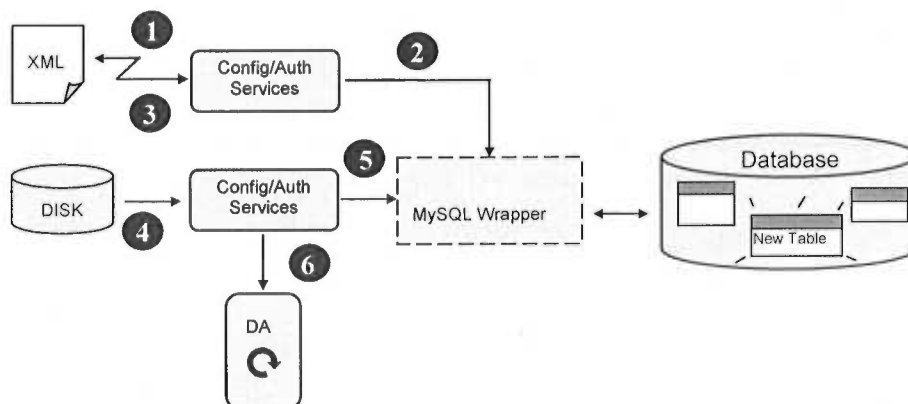 1
2
XML
Config/Auth
Services
3
5
Database
DISK
Config/Auth
Services
MySQL Wrapper
4
New Table
6
DA